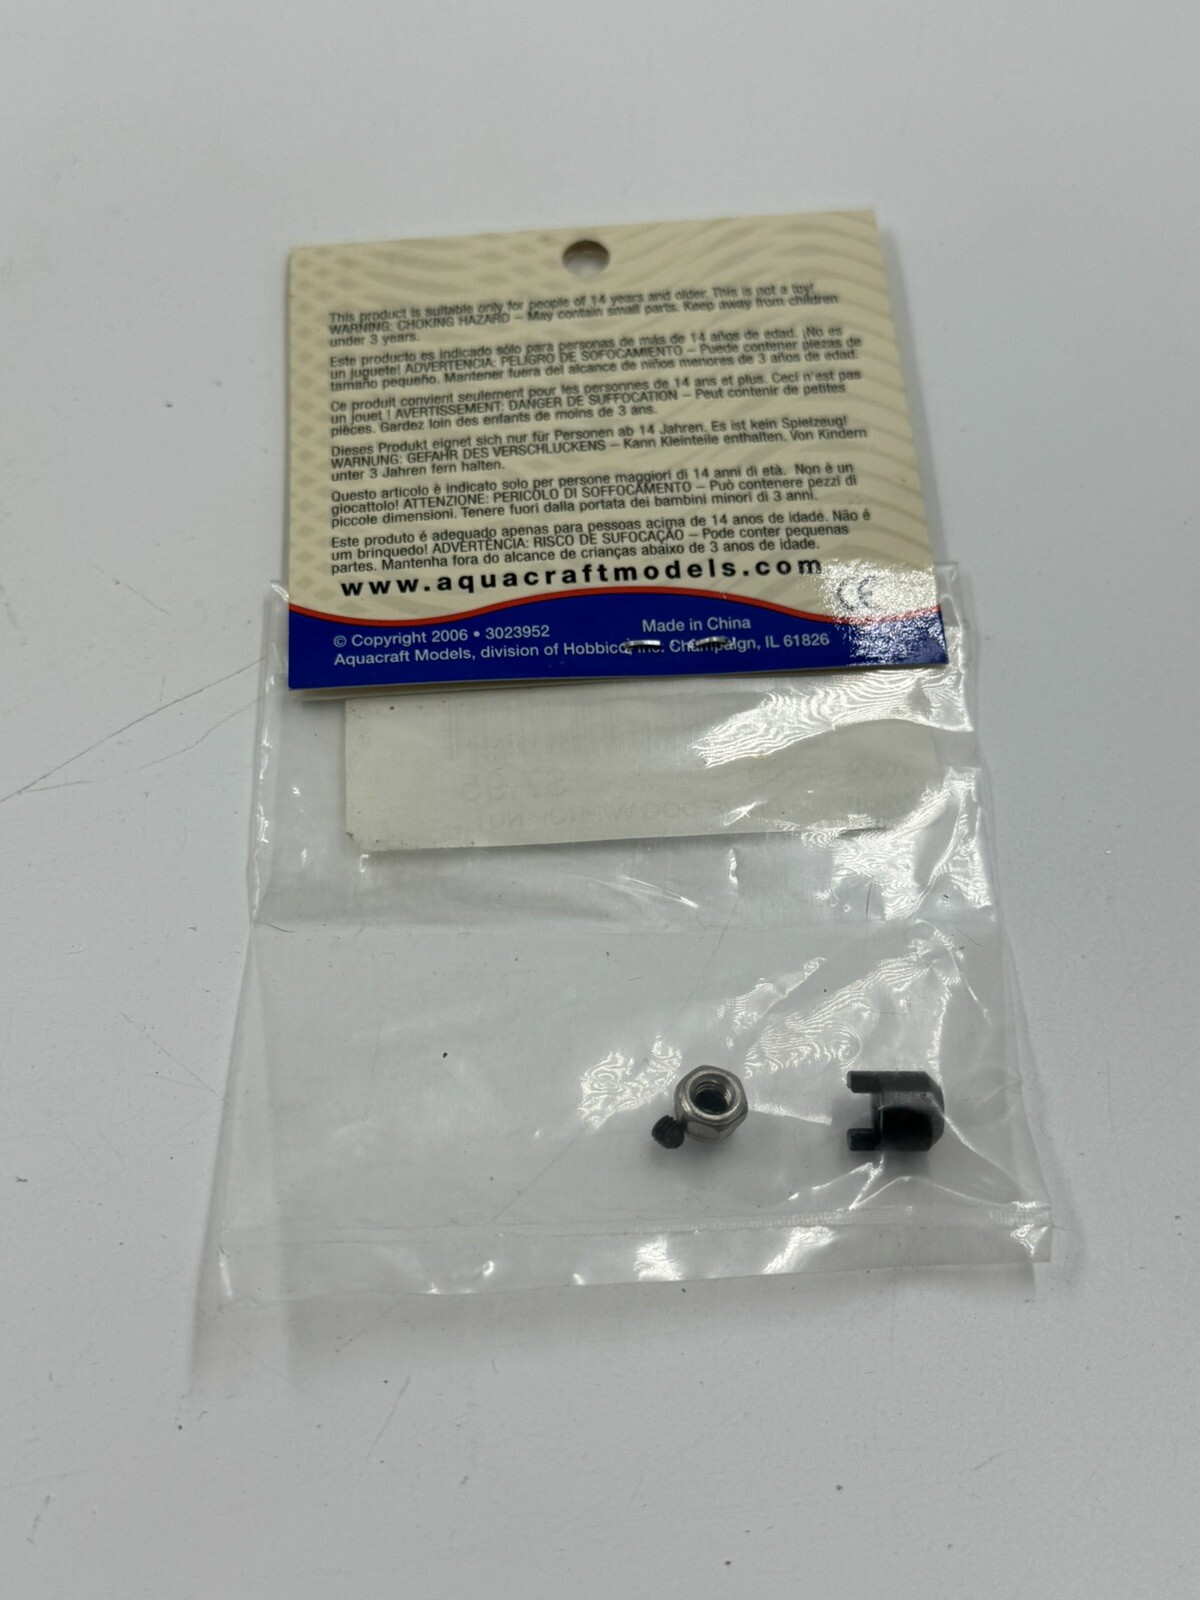 This product is suitable only for people of 14 years and older. This is not a toy!
WARNING: CHOKING HAZARD – May contain small parts. Keep away from children
under 3 years.
Este producto es indicado sólo para personas de más de 14 años de edad. ¡No es
un juguete! ADVERTENCIA: PELIGRO DE SOFOCAMIENTO – Puede contener piezas de
tamaño pequeño. Mantener fuera del alcance de niños menores de 3 años de edad.
Ce produit convient seulement pour les personnes de 14 ans et plus. Ceci n'est pas
un jouet ! AVERTISSEMENT: DANGER DE SUFFOCATION – Peut contenir de petites
pièces. Gardez loin des enfants de moins de 3 ans.
Dieses Produkt eignet sich nur für Personen ab 14 Jahren. Es ist kein Spielzeug!
WARNUNG: GEFAHR DES VERSCHLUCKENS – Kann Kleinteile enthalten. Von Kindern
unter 3 Jahren fern halten.
Questo articolo è indicato solo per persone maggiori di 14 anni di età. Non è un
giocattolo! ATTENZIONE: PERICOLO DI SOFFOCAMENTO – Può contenere pezzi di
piccole dimensioni. Tenere fuori dalla portata dei bambini minori di 3 anni.
Este produto é adequado apenas para pessoas acima de 14 anos de idade. Não é
um brinquedo! ADVERTÊNCIA: RISCO DE SUFOCAÇÃO – Pode conter pequenas
partes. Mantenha fora do alcance de crianças abaixo de 3 anos de idade.
www.aquacraftmodels.com
CE
Made in China
© Copyright 2006 • 3023952
Aquacraft Models, division of Hobbico, Inc. Champaign, IL 61826